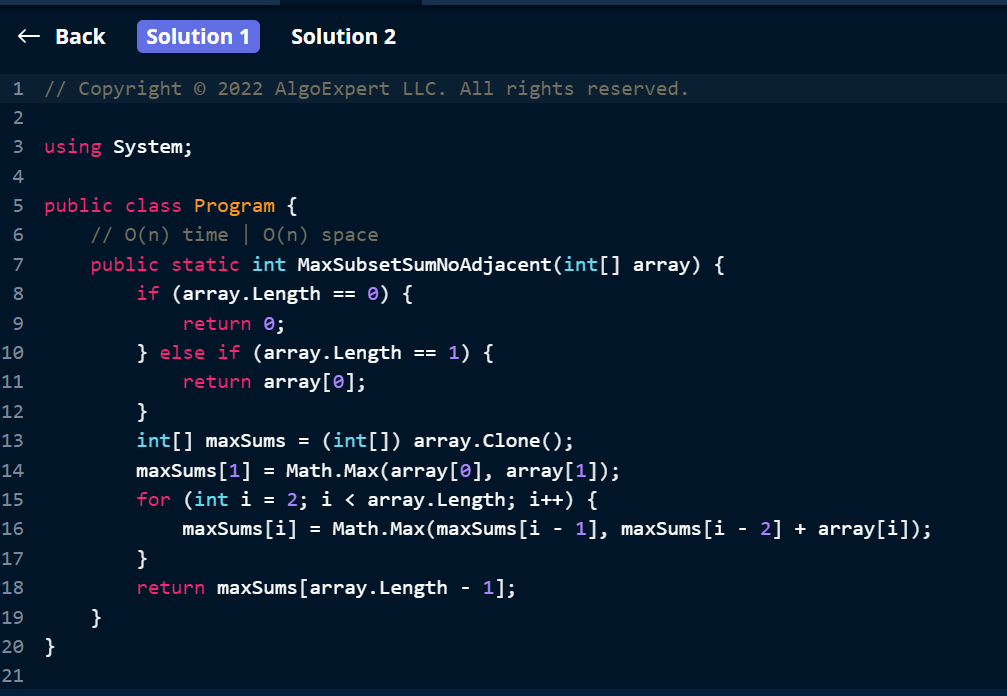 ← Back Solution 1 Solution 2
1 // Copyright © 2022 AlgoExpert LLC. All rights reserved.
2
3 using System;
4
5 public class Program {
6     // O(n) time | O(n) space
7     public static int MaxSubsetSumNoAdjacent(int[] array) {
8         if (array.Length == 0) {
9             return 0;
10         } else if (array.Length == 1) {
11             return array[0];
12         }
13         int[] maxSums = (int[]) array.Clone();
14         maxSums[1] = Math.Max(array[0], array[1]);
15         for (int i = 2; i < array.Length; i++) {
16             maxSums[i] = Math.Max(maxSums[i - 1], maxSums[i - 2] + array[i]);
17         }
18         return maxSums[array.Length - 1];
19     }
20 }
21